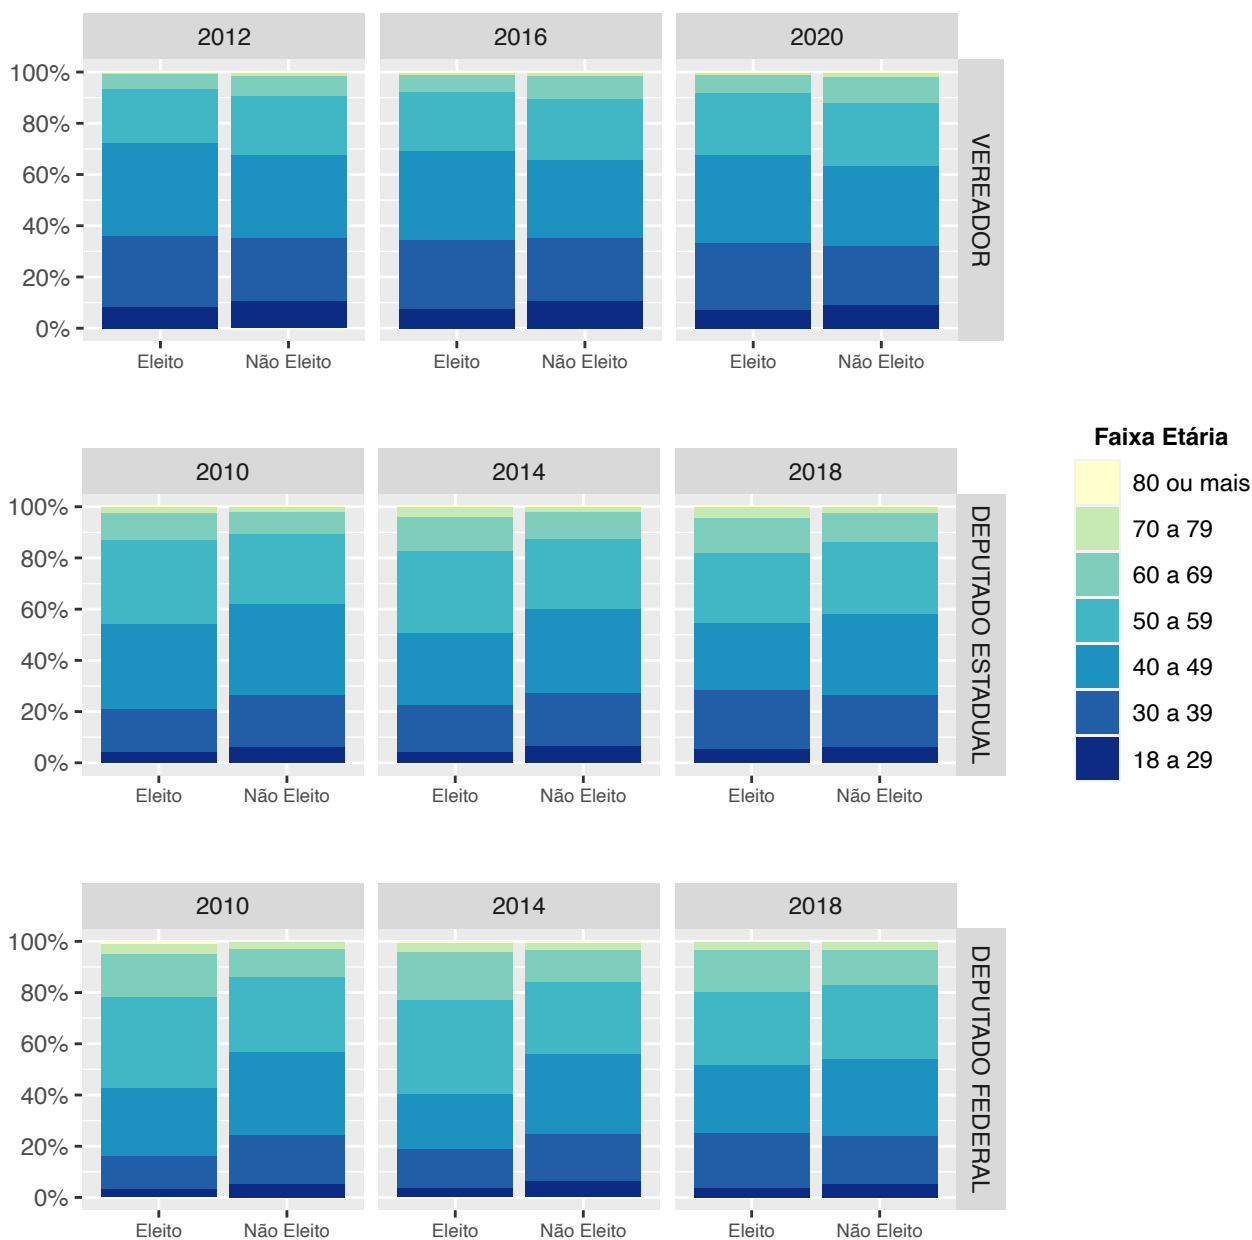 2012 2016 2020
100%
80%
60%
40%
20%
0%
VEREADOR
Eleito Não Eleito Eleito Não Eleito Eleito Não Eleito
Faixa Etária
80 ou mais
70 a 79
60 a 69
50 a 59
40 a 49
30 a 39
18 a 29
2010 2014 2018
100%
80%
60%
40%
20%
0%
DEPUTADO ESTADUAL
Eleito Não Eleito Eleito Não Eleito Eleito Não Eleito
2010 2014 2018
100%
80%
60%
40%
20%
0%
DEPUTADO FEDERAL
Eleito Não Eleito Eleito Não Eleito Eleito Não Eleito